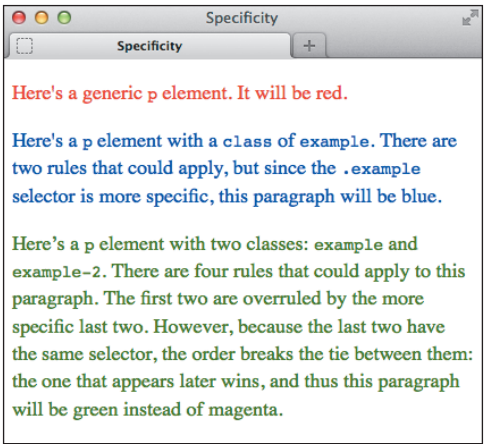 Specificity
Specificity
Here's a generic p element. It will be red.
Here's a p element with a class of example. There are
two rules that could apply, but since the .example
selector is more specific, this paragraph will be blue.
Here’s a p element with two classes: example and
example-2. There are four rules that could apply to this
paragraph. The first two are overruled by the more
specific last two. However, because the last two have
the same selector, the order breaks the tie between them:
the one that appears later wins, and thus this paragraph
will be green instead of magenta.